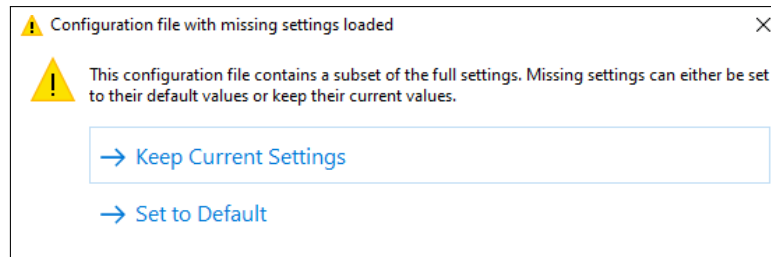 Configuration file with missing settings loaded
This configuration file contains a subset of the full settings. Missing settings can either be set
to their default values or keep their current values.
Keep Current Settings
Set to Default